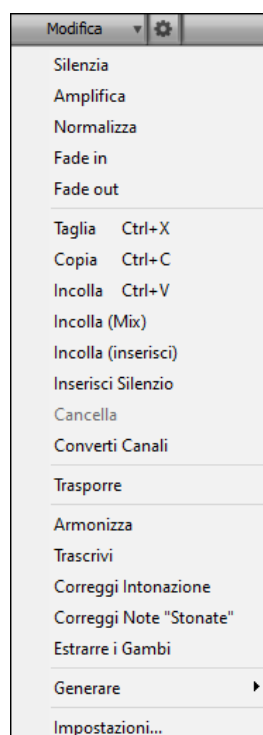 Modifica
Silenzia
Amplifica
Normalizza
Fade in
Fade out
Taglia Ctrl+X
Copia Ctrl+C
Incolla Ctrl+V
Incolla (Mix)
Incolla (inserisci)
Inserisci Silenzio
Cancella
Converti Canali
Trasporre
Armonizza
Trascrivi
Correggi Intonazione
Correggi Note "Stonate"
Estrarre i Gambi
Generare
Impostazioni...